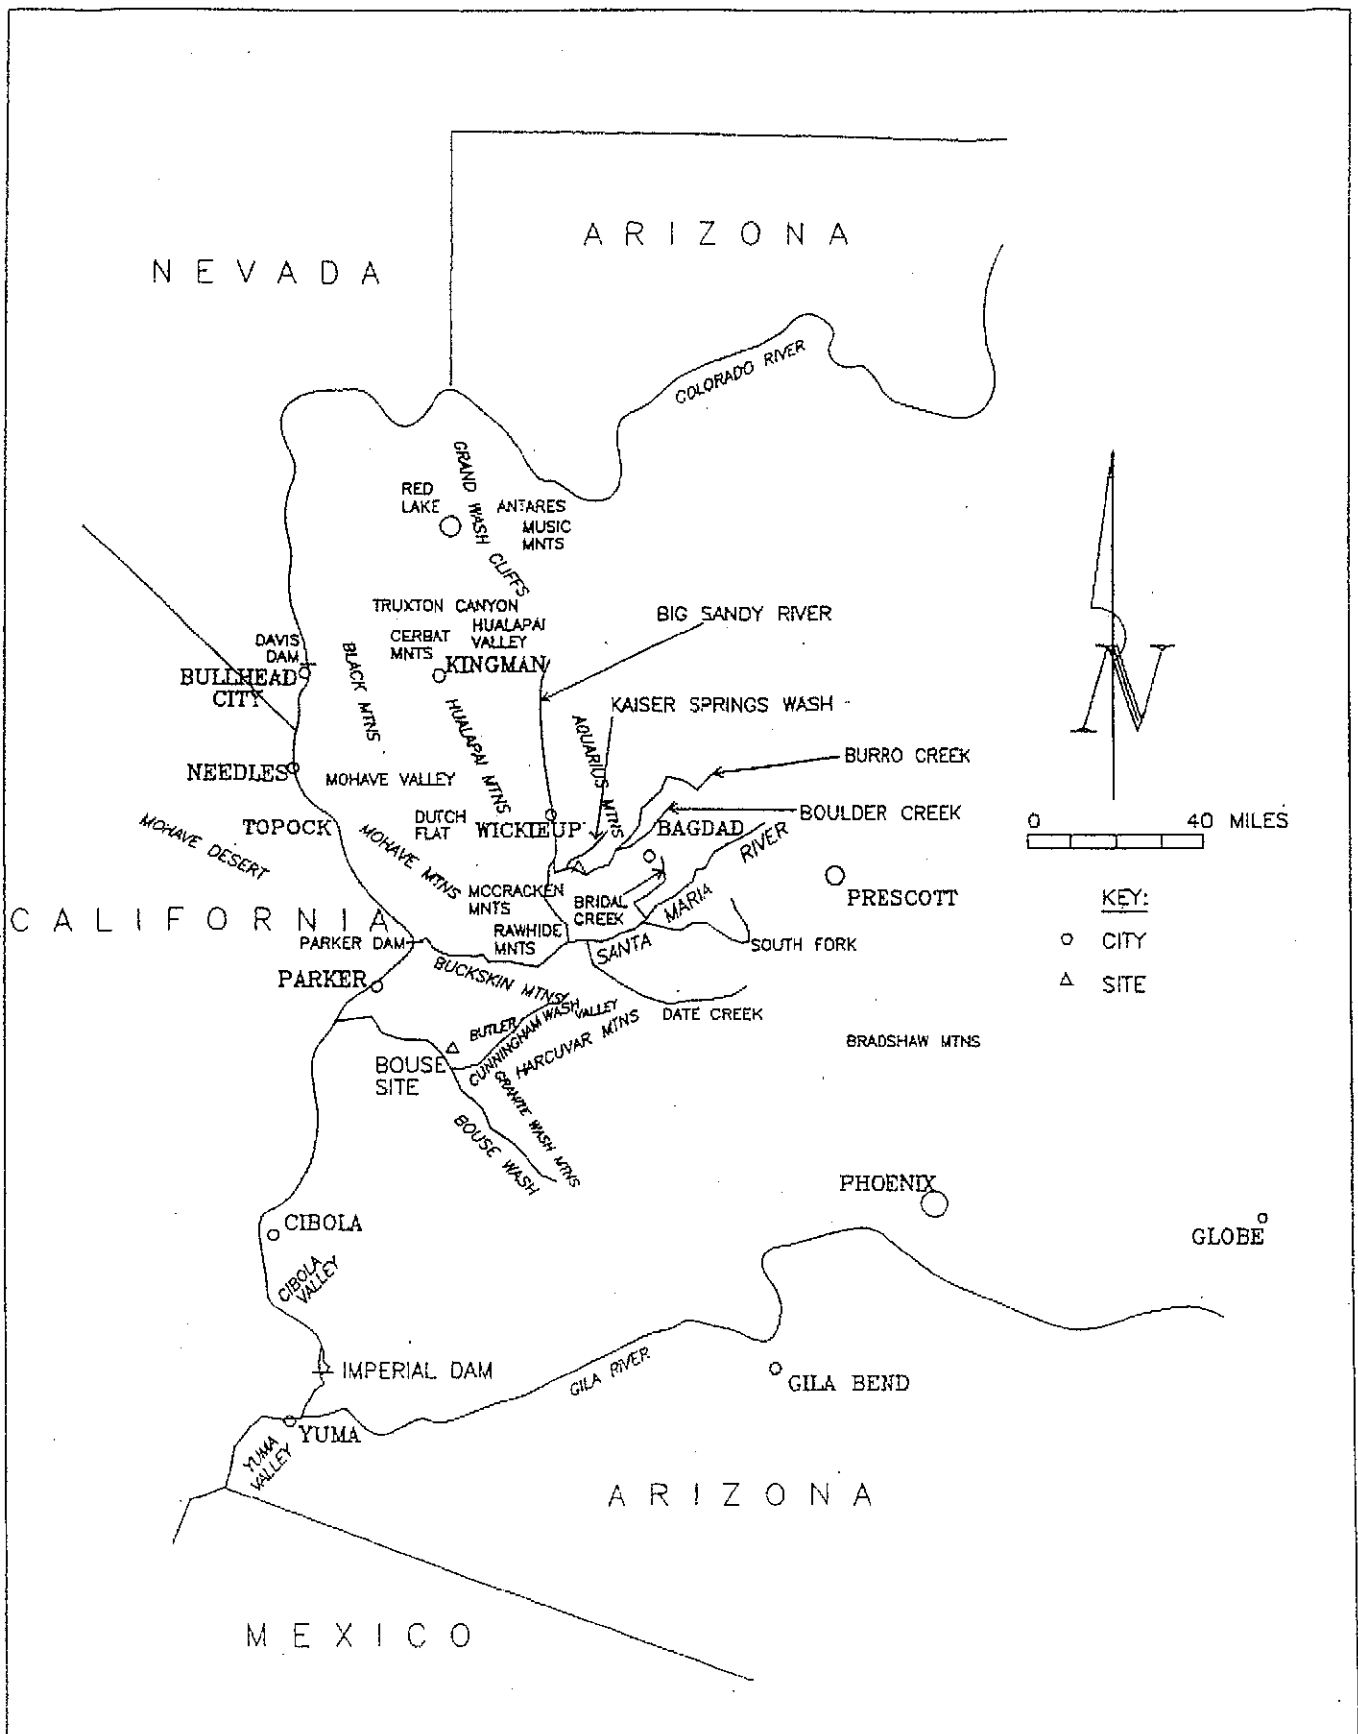 ARIZONA
NEVADA
COLORADO RIVER
GRAND WASH CLIFFS
RED
LAKE
ANTARES
MUSIC
MNTS
TRUXTON CANYON
HUALAPAI
VALLEY
CERBAT
MNTS
KINGMAN
BIG SANDY RIVER
DAVIS
DAM
BULLHEAD
CITY
BLACK MTNS
HUALAPAI MTNS
KAISER SPRINGS WASH
AQUARIUS MTNS
BURRO CREEK
NEEDLES
MOHAVE VALLEY
BOULDER CREEK
DUTCH
FLAT
WICKIEUP
BAGDAD
TOPOCK
MOHAVE DESERT
MOHAVE MTNS
SANTA MARIA RIVER
0 40 MILES
MCCRACKEN
MNTS
BRIDAL
CREEK
PRESCOTT
KEY:
CITY
SITE
CALIFORNIA
RAWHIDE
MNTS
PARKER DAM
SOUTH FORK
PARKER
BUCKSKIN MTNS
DATE CREEK
BUTLER VALLEY
CUNNINGHAM WASH
HARCUVAR MTNS
BRADSHAW MTNS
BOUSE
SITE
GRANITE WASH MTNS
BOUSE WASH
PHOENIX
GLOBE
CIBOLA
CIBOLA
VALLEY
IMPERIAL DAM
GILA RIVER
GILA BEND
YUMA
YUMA
VALLEY
ARIZONA
MEXICO
N